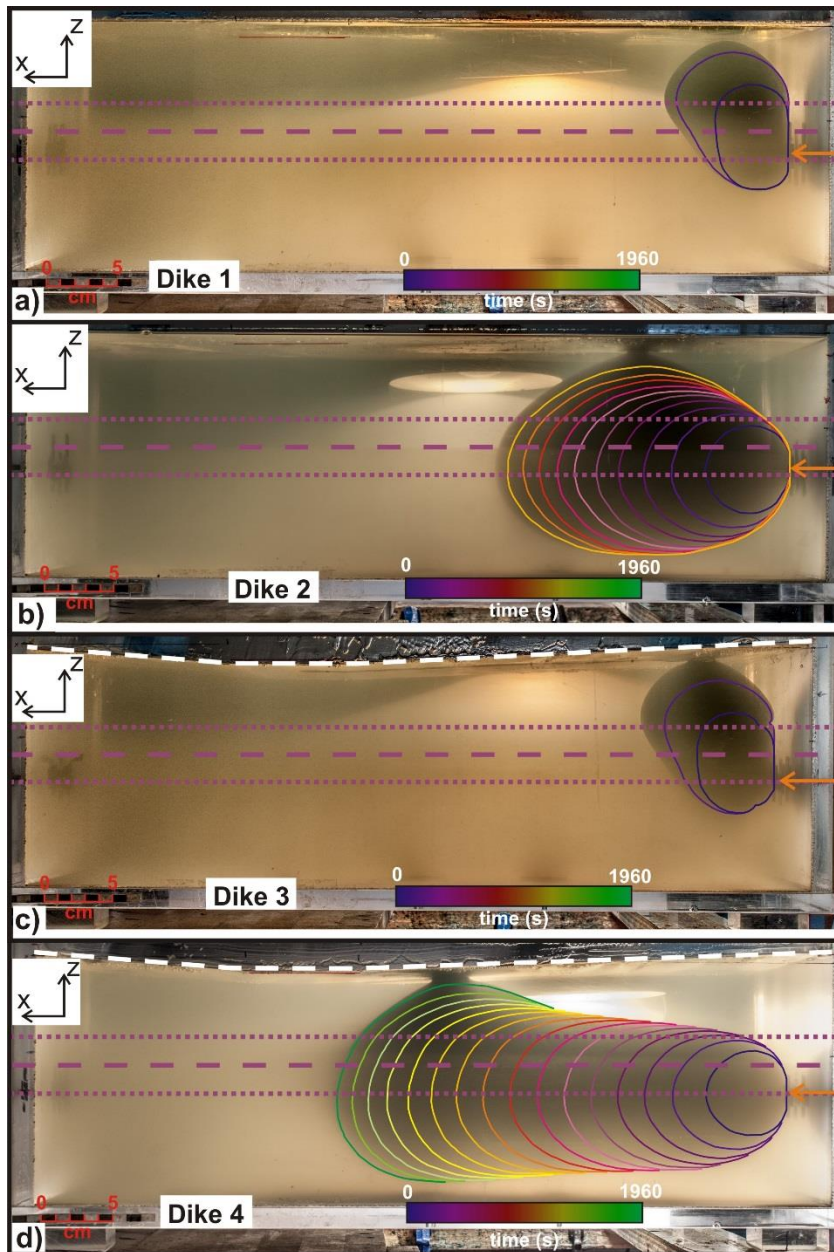 z
x
0 5
cm
Dike 1
0 1960
time (s)
a)
z
x
0 5
cm
Dike 2
0 1960
time (s)
b)
z
x
0 5
cm
Dike 3
0 1960
time (s)
c)
z
x
0 5
cm
Dike 4
0 1960
time (s)
d)